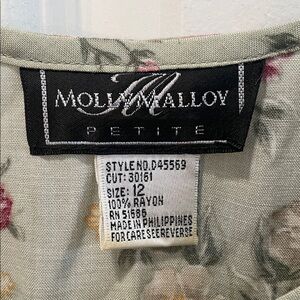 M
MOLLY MALLOY
PETITE
STYLE NO. D45569
CUT: 30161
SIZE: 12
100% RAYON
RN 51686
MADE IN PHILIPPINES
FOR CARE SEE REVERSE